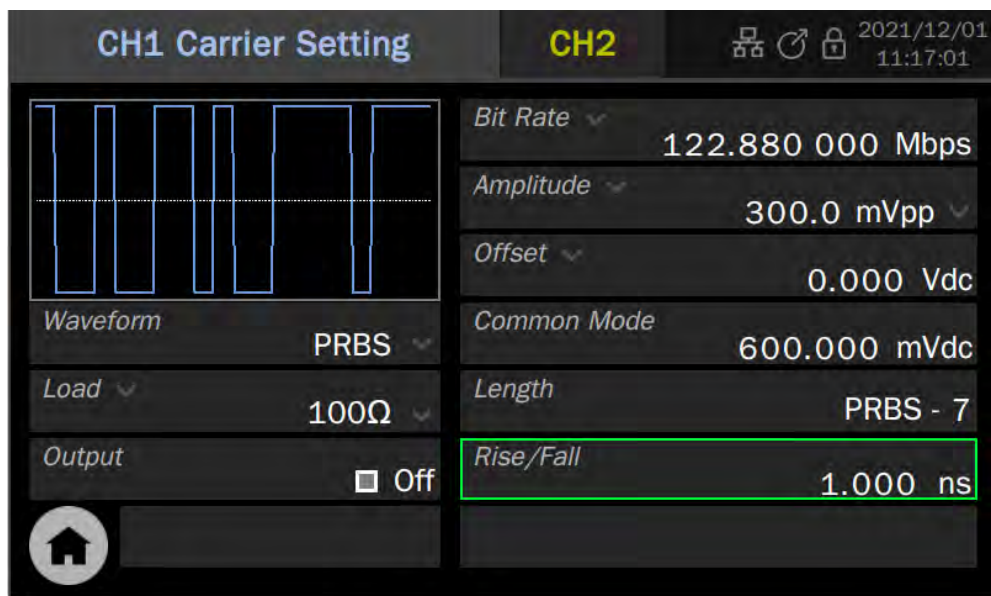 CH1 Carrier Setting
CH2
2021/12/01
11:17:01
Bit Rate
122.880 000 Mbps
Amplitude
300.0 mVpp
Offset
0.000 Vdc
Waveform
PRBS
Common Mode
600.000 mVdc
Load
100Ω
Length
PRBS - 7
Output
Off
Rise/Fall
1.000 ns